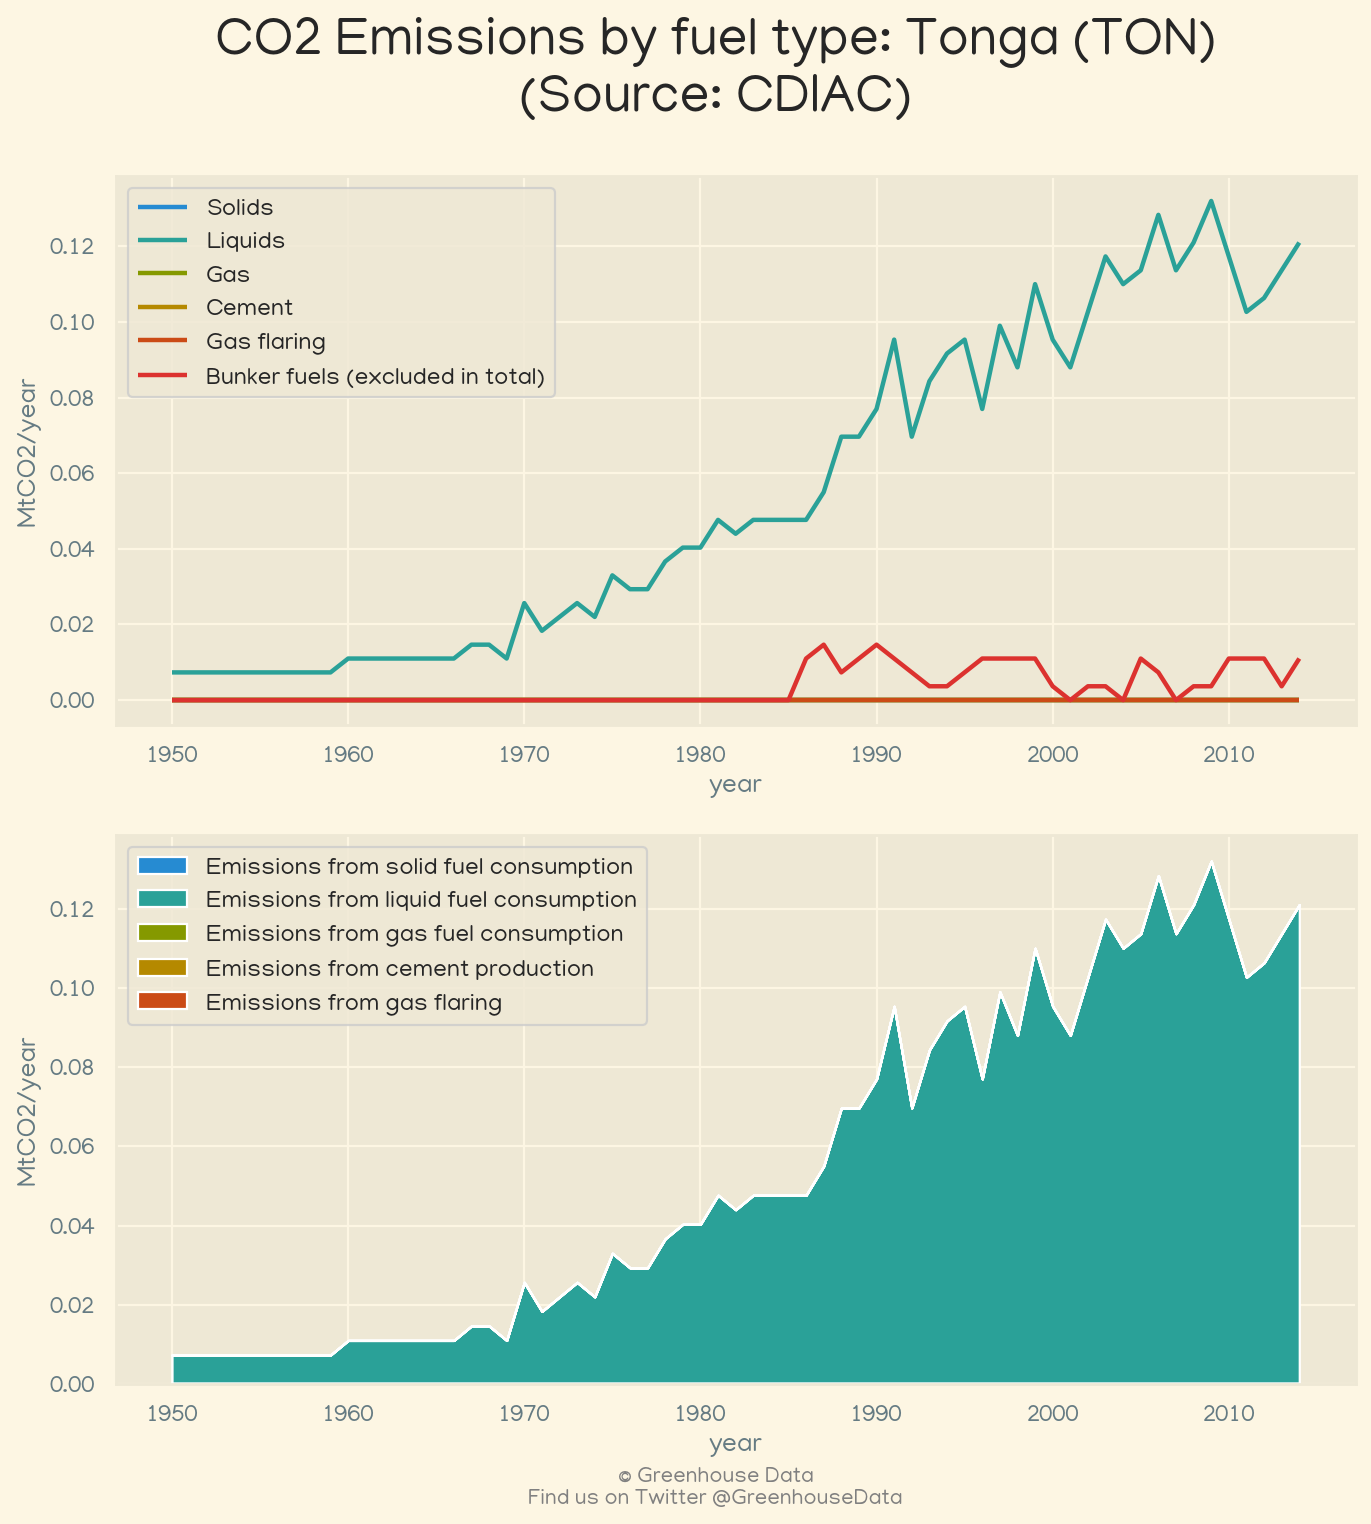 CO2 Emissions by fuel type: Tonga (TON)
(Source: CDIAC)
Solids
Liquids
Gas
Cement
Gas flaring
Bunker fuels (excluded in total)
MtCO2/year
0.12
0.10
0.08
0.06
0.04
0.02
0.00
1950 1960 1970 1980 1990 2000 2010
year
Emissions from solid fuel consumption
Emissions from liquid fuel consumption
Emissions from gas fuel consumption
Emissions from cement production
Emissions from gas flaring
MtCO2/year
0.12
0.10
0.08
0.06
0.04
0.02
0.00
1950 1960 1970 1980 1990 2000 2010
year
© Greenhouse Data
Find us on Twitter @GreenhouseData